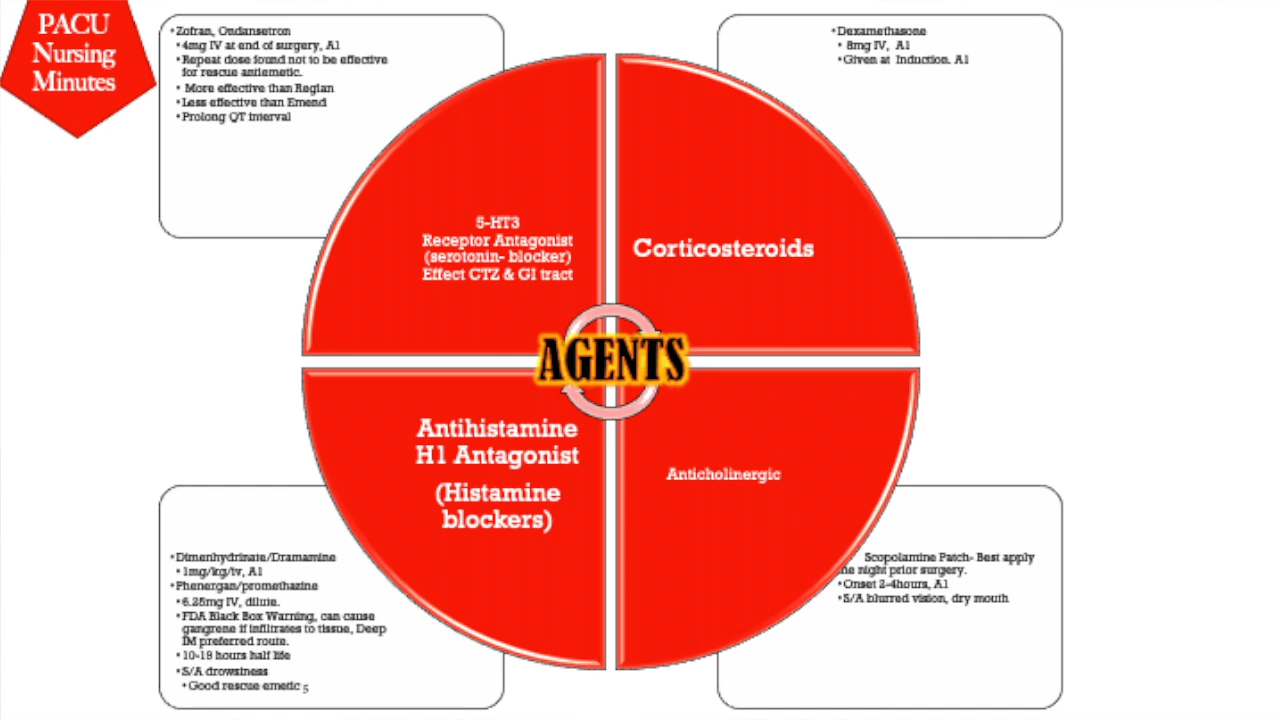 PACU
Nursing
Minutes
•Zofran, Ondansetron
•4mg IV at end of surgery, A1
•Repeat dose found not to be effective
for rescue antiemetic.
• More effective than Reglan
•Less effective than Emend
•Prolong QT interval
•Dexamethasone
• 8mg IV, A1
•Given at Induction. A1
5-HT3
Receptor Antagonist
(serotonin- blocker)
Effect CTZ & GI tract
Corticosteroids
AGENTS
Antihistamine
H1 Antagonist
(Histamine
blockers)
Anticholinergic
•Dimenhydrinate/Dramamine
•1mg/kg/iv, A1
•Phenergan/promethazine
•6.25mg IV, dilute.
•FDA Black Box Warning, can cause
gangrene if infiltrates to tissue, Deep
IM preferred route.
•10-19 hours half life
•S/A drowsiness
•Good rescue emetic 5
Scopolamine Patch- Best apply
he night prior surgery.
•Onset 2-4hours, A1
•S/A blurred vision, dry mouth